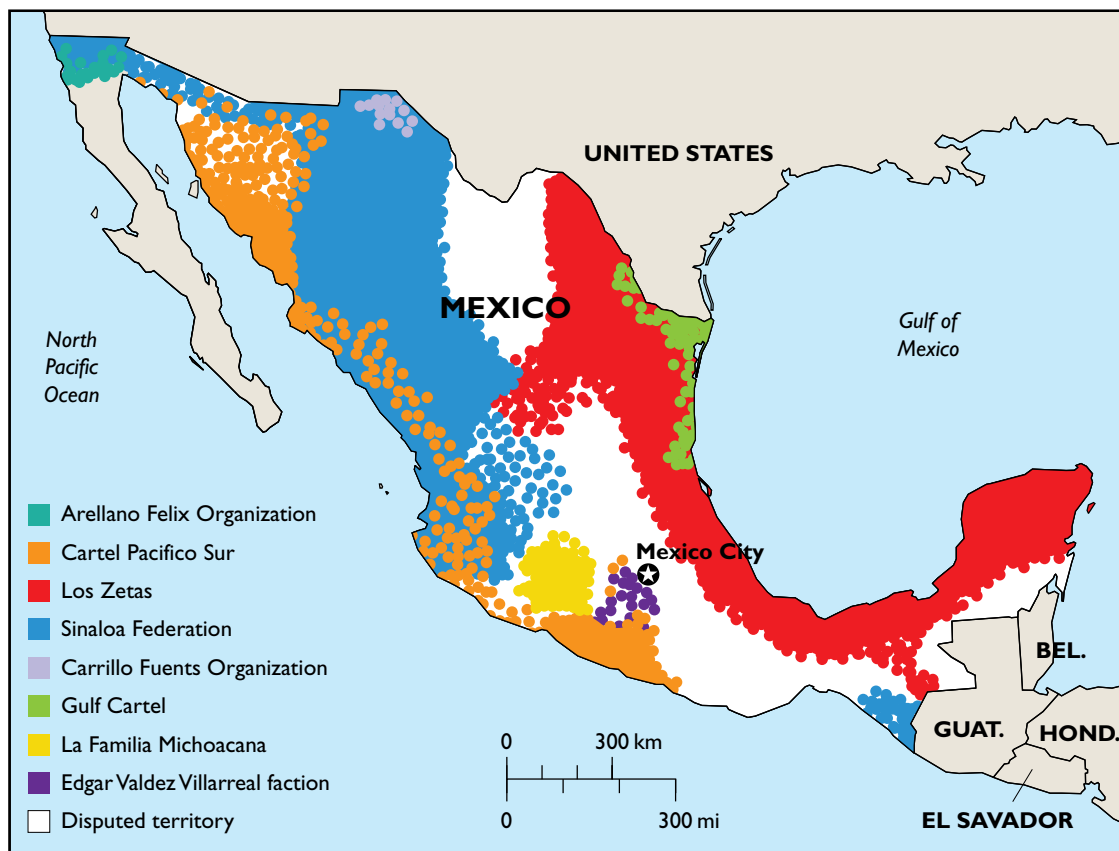 UNITED STATES
MEXICO
North
Pacific
Ocean
Gulf of
Mexico
Mexico City
BEL.
GUAT.
HOND.
EL SAVADOR
Arellano Felix Organization
Cartel Pacifico Sur
Los Zetas
Sinaloa Federation
Carrillo Fuents Organization
Gulf Cartel
La Familia Michoacana
Edgar Valdez Villarreal faction
Disputed territory
0 300 km
0 300 mi